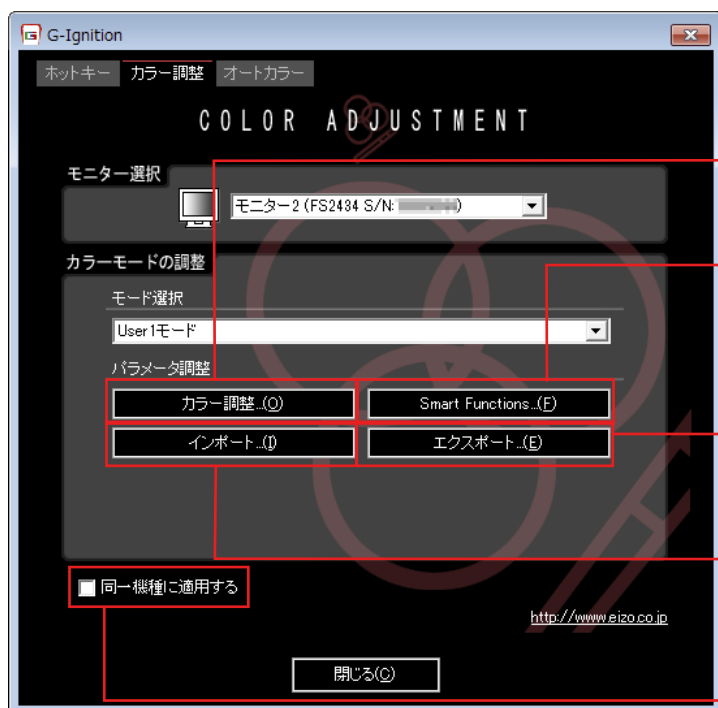 G-Ignition
ホットキー カラー調整 オートカラー
COLOR ADJUSTMENT
モニター選択
モニター2 (FS2434 S/N: )
カラーモードの調整
モード選択
User1モード
パラメータ調整
カラー調整...(O) Smart Functions...(F)
インポート...(I) エクスポート...(E)
同一機種に適用する
http://www.eizo.co.jp
閉じる(C)